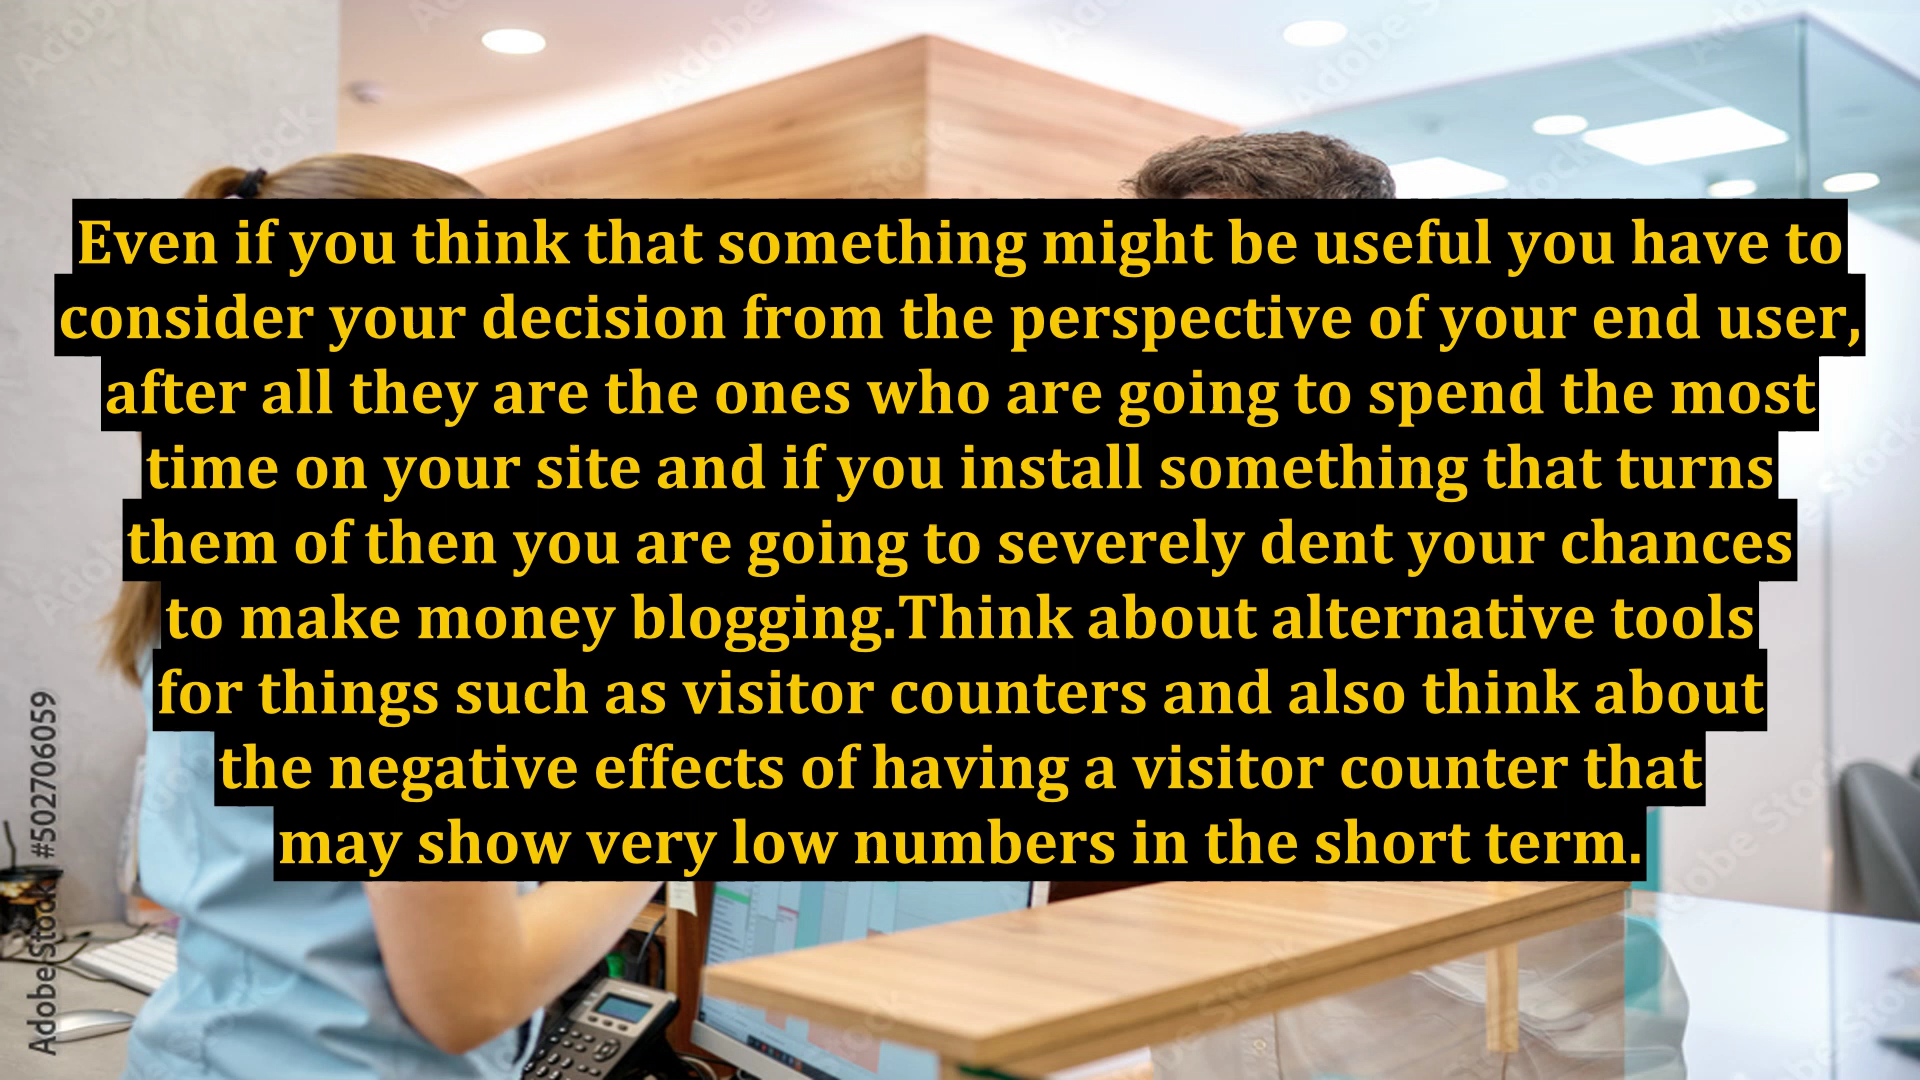 Even if you think that something might be useful you have to
consider your decision from the perspective of your end user,
after all they are the ones who are going to spend the most
time on your site and if you install something that turns
them of then you are going to severely dent your chances
to make money blogging.Think about alternative tools
for things such as visitor counters and also think about
the negative effects of having a visitor counter that
may show very low numbers in the short term.
Adobe Stock | #502706059